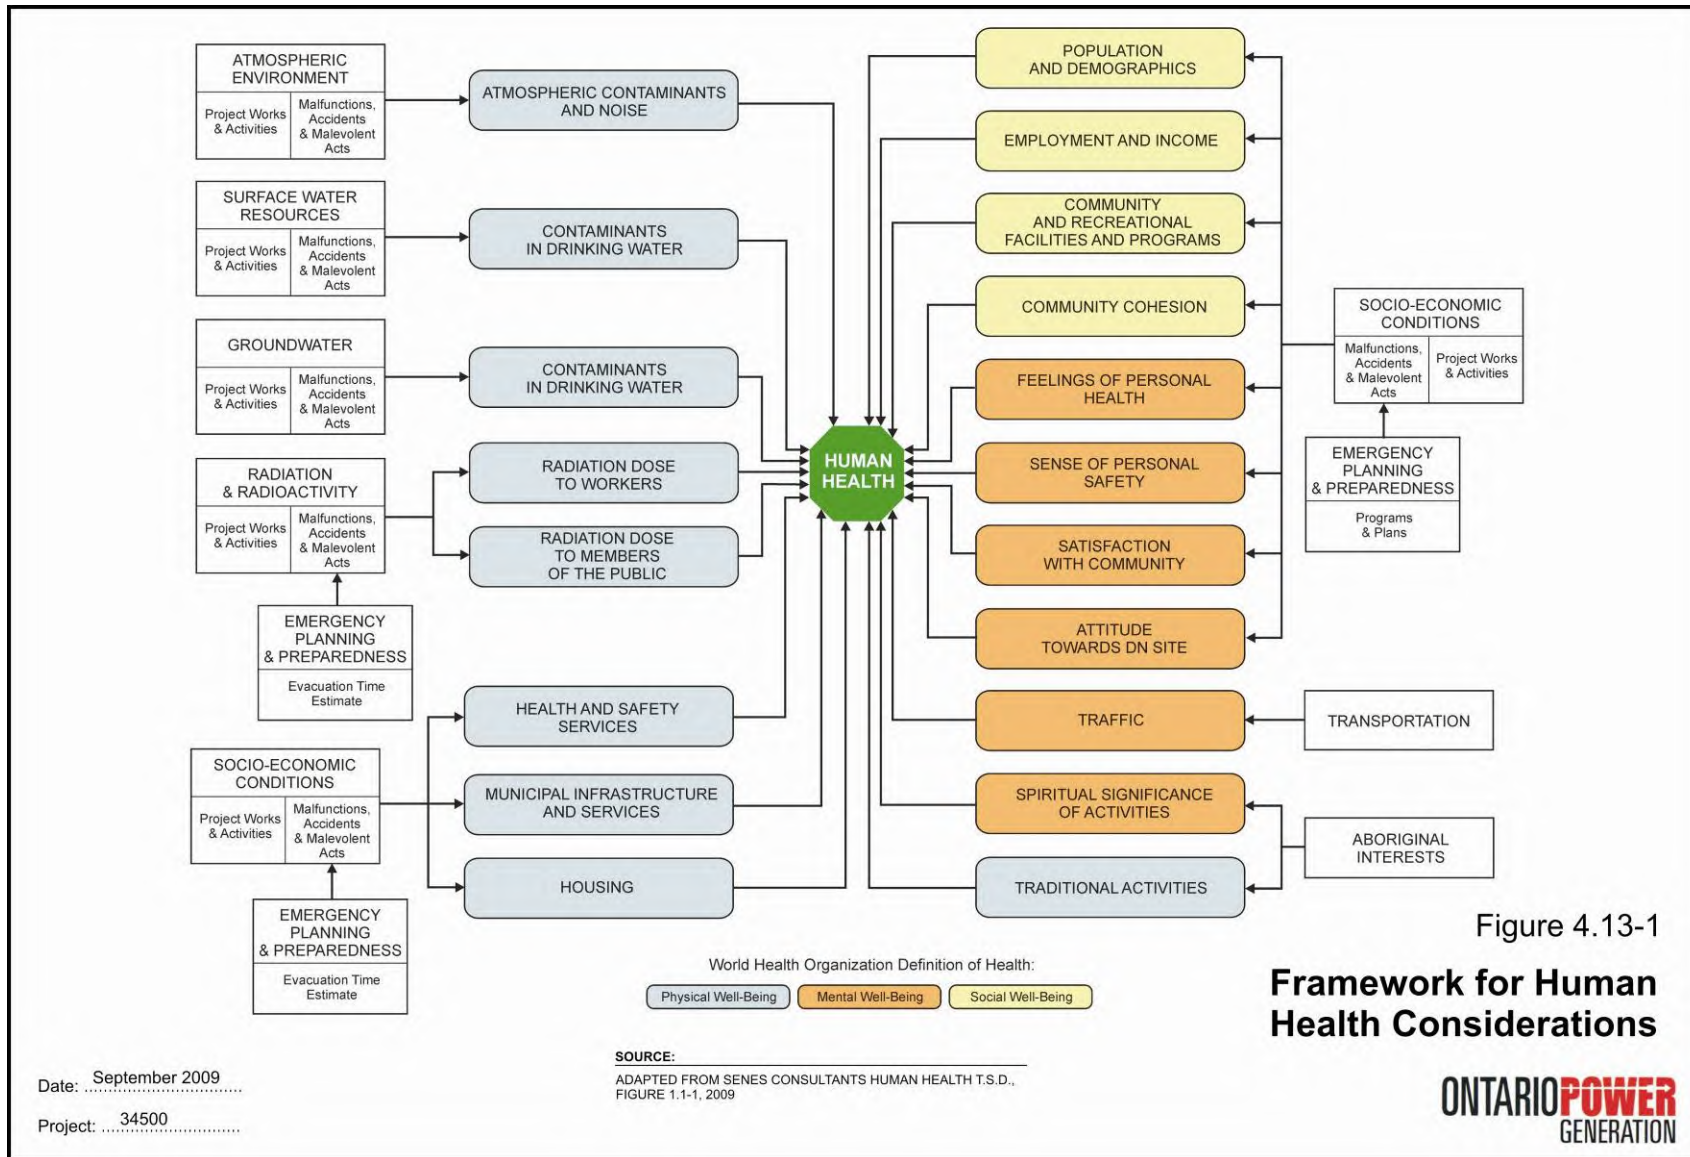 ATMOSPHERIC
ENVIRONMENT
Project Works
& Activities
Malfunctions,
Accidents
& Malevolent
Acts
ATMOSPHERIC CONTAMINANTS
AND NOISE
SURFACE WATER
RESOURCES
Project Works
& Activities
Malfunctions,
Accidents
& Malevolent
Acts
CONTAMINANTS
IN DRINKING WATER
GROUNDWATER
Project Works
& Activities
Malfunctions,
Accidents
& Malevolent
Acts
CONTAMINANTS
IN DRINKING WATER
RADIATION
& RADIOACTIVITY
Project Works
& Activities
Malfunctions,
Accidents
& Malevolent
Acts
RADIATION DOSE
TO WORKERS
RADIATION DOSE
TO MEMBERS
OF THE PUBLIC
EMERGENCY
PLANNING
& PREPAREDNESS
Evacuation Time
Estimate
SOCIO-ECONOMIC
CONDITIONS
Project Works
& Activities
Malfunctions,
Accidents
& Malevolent
Acts
HEALTH AND SAFETY
SERVICES
MUNICIPAL INFRASTRUCTURE
AND SERVICES
HOUSING
EMERGENCY
PLANNING
& PREPAREDNESS
Evacuation Time
Estimate
HUMAN
HEALTH
POPULATION
AND DEMOGRAPHICS
EMPLOYMENT AND INCOME
COMMUNITY
AND RECREATIONAL
FACILITIES AND PROGRAMS
COMMUNITY COHESION
FEELINGS OF PERSONAL
HEALTH
SENSE OF PERSONAL
SAFETY
SATISFACTION
WITH COMMUNITY
ATTITUDE
TOWARDS DN SITE
TRAFFIC
SPIRITUAL SIGNIFICANCE
OF ACTIVITIES
TRADITIONAL ACTIVITIES
SOCIO-ECONOMIC
CONDITIONS
Malfunctions,
Accidents
& Malevolent
Acts
Project Works
& Activities
EMERGENCY
PLANNING
& PREPAREDNESS
Programs
& Plans
TRANSPORTATION
ABORIGINAL
INTERESTS
World Health Organization Definition of Health:
Physical Well-Being
Mental Well-Being
Social Well-Being
Figure 4.13-1
Framework for Human
Health Considerations
SOURCE:
ADAPTED FROM SENES CONSULTANTS HUMAN HEALTH T.S.D.,
FIGURE 1.1-1, 2009
Date: September 2009
Project: 34500
ONTARIOPOWER
GENERATION